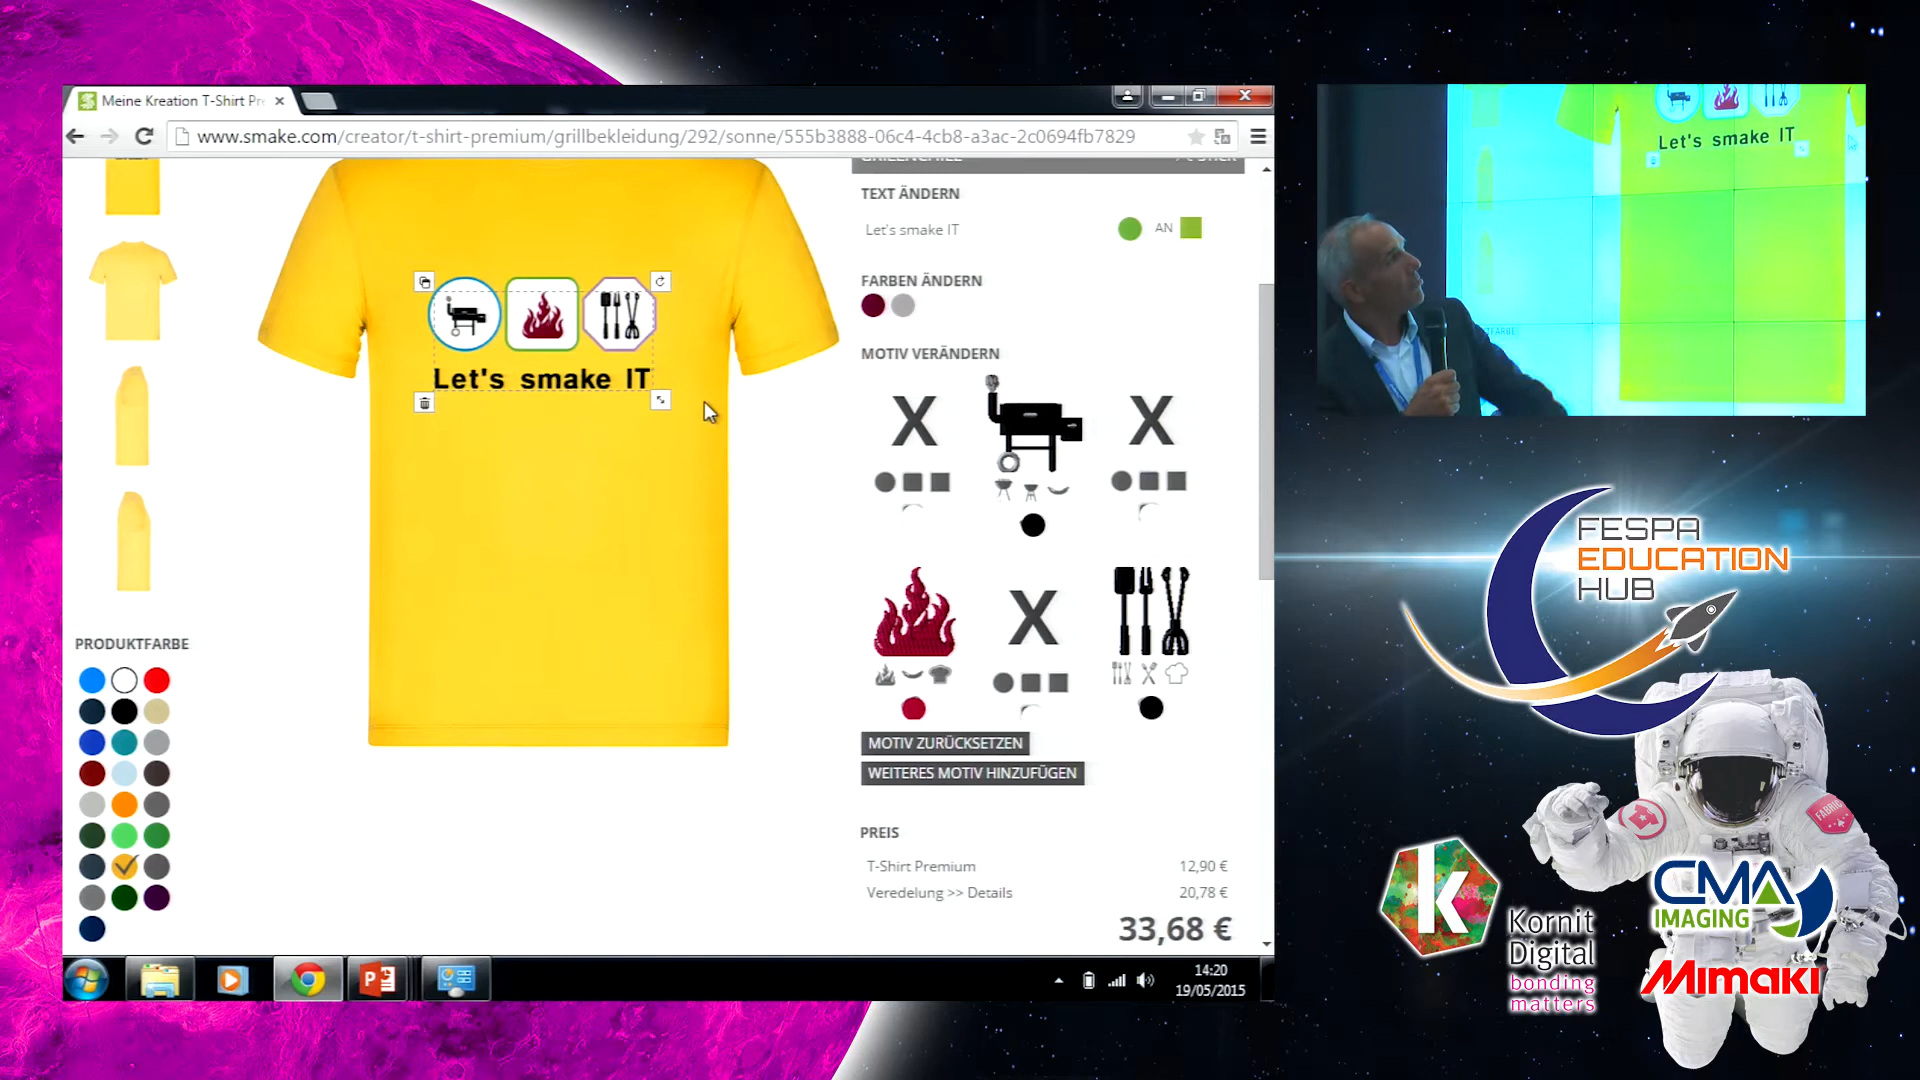 Meine Kreation T-Shirt Pr
www.smake.com/creator/t-shirt-premium/grillbekleidung/292/sonne/555b3888-06c4-4cb8-a3ac-2c0694fb7829
TEXT ÄNDERN
Let's smake IT
AN
FARBEN ÄNDERN
MOTIV VERÄNDERN
X
X
X
Let's smake IT
MOTIV ZURÜCKSETZEN
WEITERES MOTIV HINZUFÜGEN
PRODUKTFARBE
PREIS
T-Shirt Premium 12,90 €
Veredelung >> Details 20,78 €
33,68 €
14:20
19/05/2015
Let's smake IT
FESPA
EDUCATION
HUB
FABRIC
K
Kornit
Digital
bonding
matters
CMA
IMAGING
Mimaki